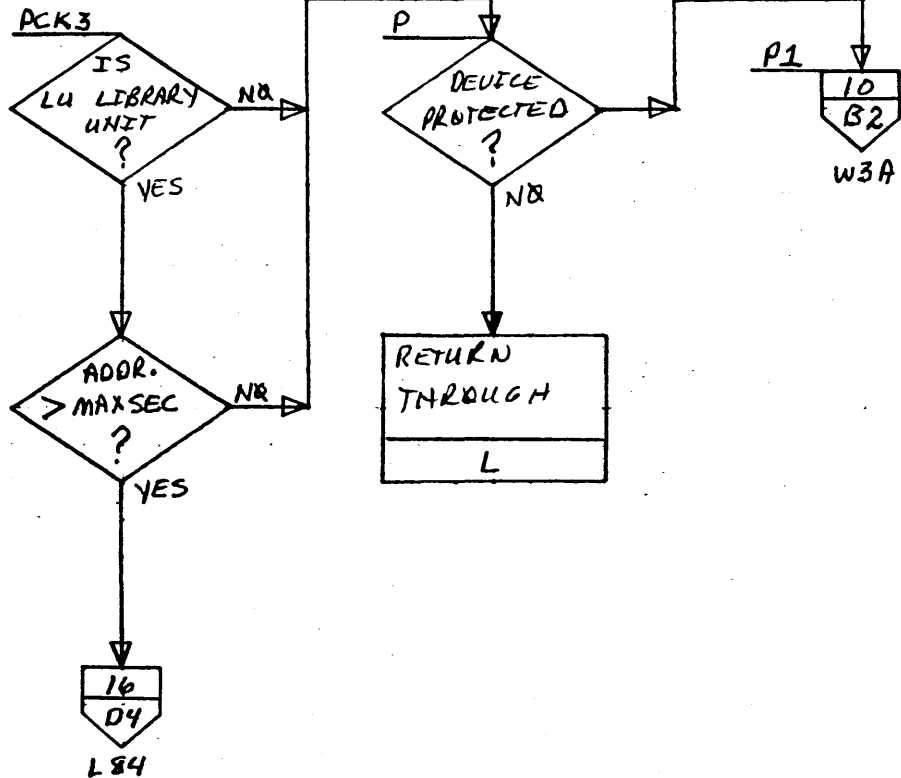 PCK3
IS
LU LIBRARY
UNIT
?
NO
YES
ADDR.
> MAXSEC
?
NO
YES
16
D4
L84
P
DEVICE
PROTECTED
?
NO
RETURN
THROUGH
L
P1
10
B2
W3A